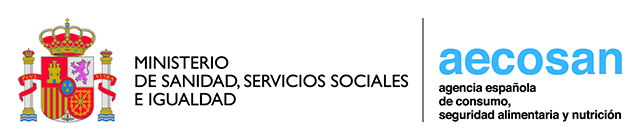 MINISTERIO
DE SANIDAD, SERVICIOS SOCIALES
E IGUALDAD
aecosan
agencia española
de consumo,
seguridad alimentaria y nutrición